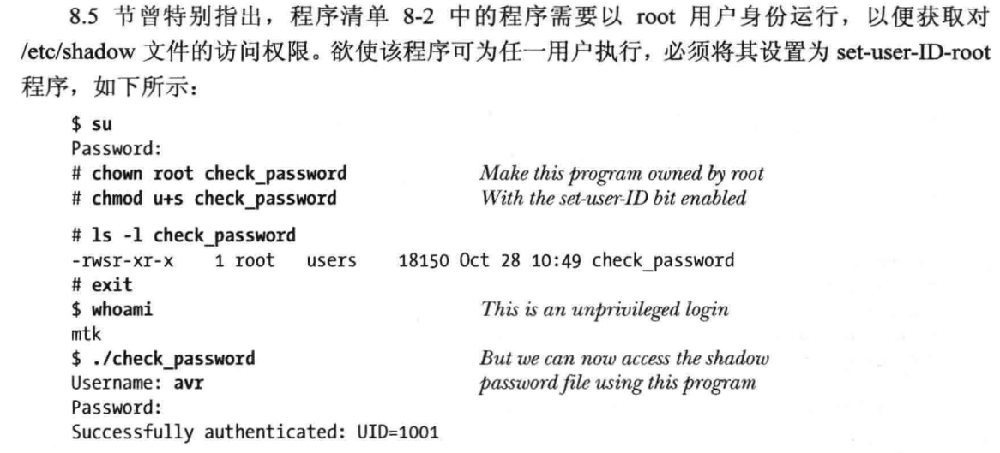 8.5 节曾特别指出，程序清单 8-2 中的程序需要以 root 用户身份运行，以便获取对
/etc/shadow 文件的访问权限。欲使该程序可为任一用户执行，必须将其设置为 set-user-ID-root
程序，如下所示：
$ su
Password:
# chown root check_password Make this program owned by root
# chmod u+s check_password With the set-user-ID bit enabled
# ls -l check_password
-rwsr-xr-x 1 root users 18150 Oct 28 10:49 check_password
# exit
$ whoami This is an unprivileged login
mtk
$ ./check_password But we can now access the shadow
Username: avr password file using this program
Password:
Successfully authenticated: UID=1001